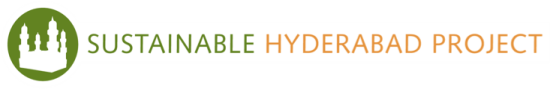 SUSTAINABLE HYDERABAD PROJECT